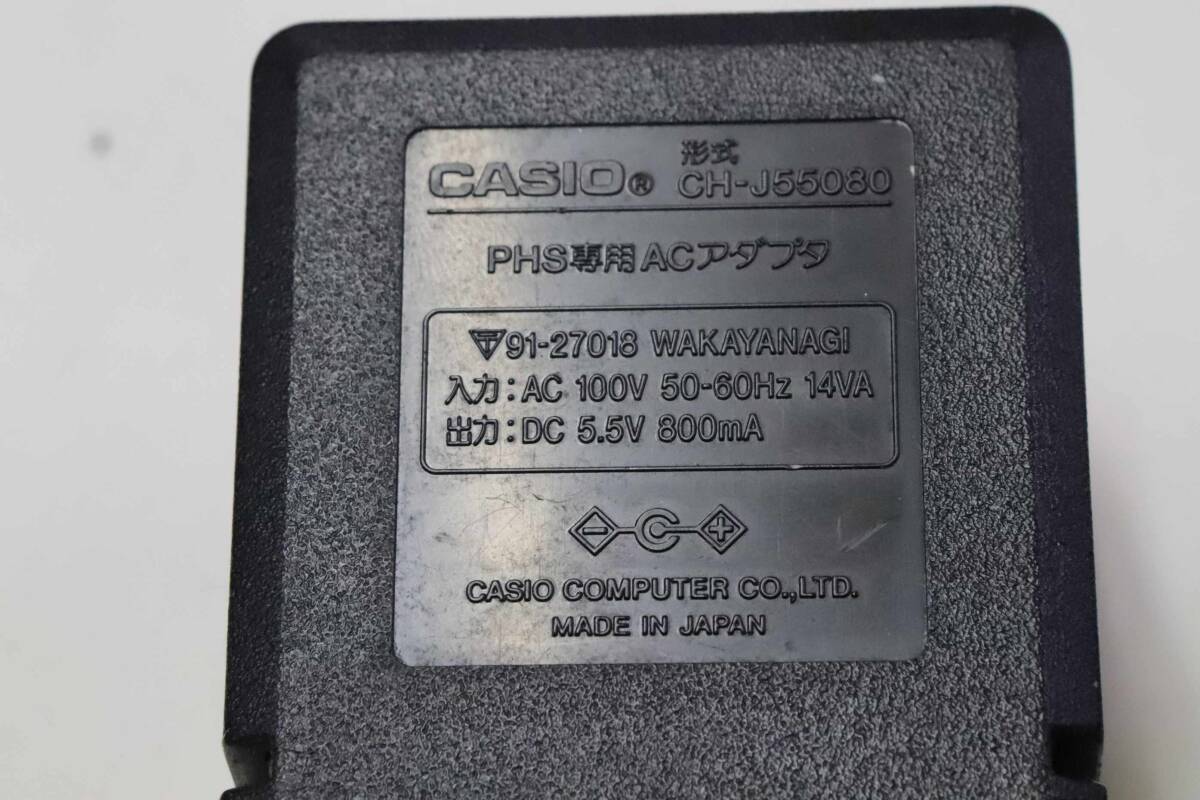 CASIO® 形式 CH-J55080
PHS専用ACアダプタ
〒91-27018 WAKAYANAGI
入力：AC 100V 50-60Hz 14VA
出力：DC 5.5V 800mA
CASIO COMPUTER CO.,LTD.
MADE IN JAPAN